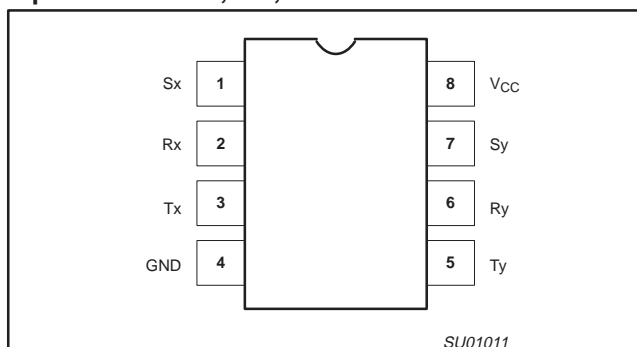 Sx 1 8 VCC
Rx 2 7 Sy
Tx 3 6 Ry
GND 4 5 Ty
SU01011